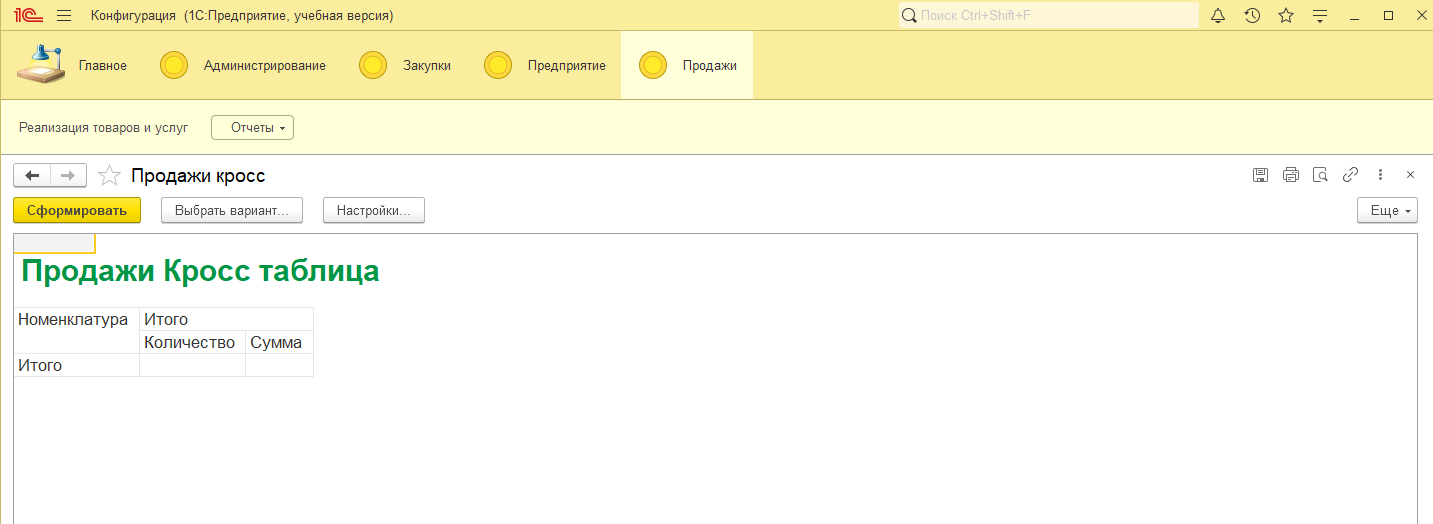 1С Конфигурация (1С:Предприятие, учебная версия) Поиск Ctrl+Shift+F
Главное Администрирование Закупки Предприятие Продажи
Реализация товаров и услуг Отчеты
Продажи кросс
Сформировать Выбрать вариант... Настройки... Еще
Продажи Кросс таблица
Номенклатура Итого
Количество Сумма
Итого